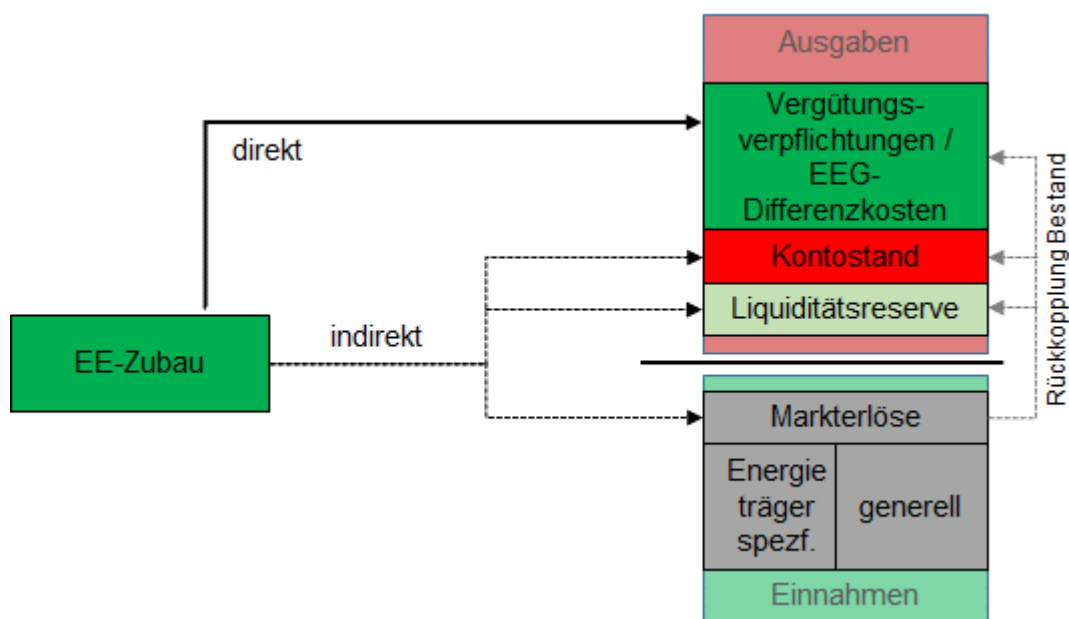 Ausgaben
Vergütungs-
verpflichtungen /
EEG-
Differenzkosten
direkt
Kontostand
Liquiditätsreserve
indirekt
EE-Zubau
Markterlöse
Energie
träger
spezf.
generell
Einnahmen
Rückkopplung Bestand